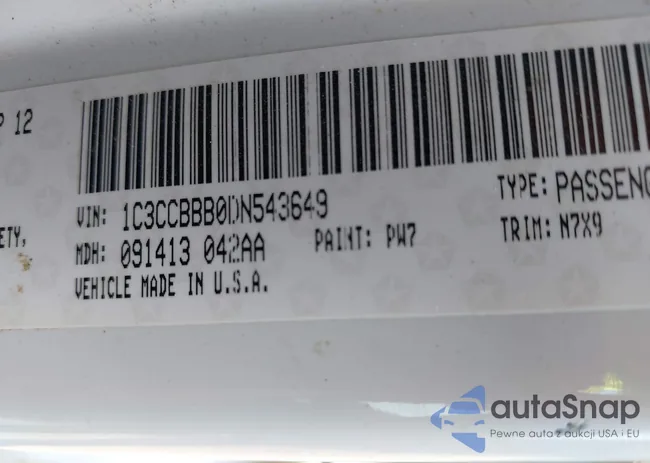 P 12
VIN: 1C3CCBBB0DN543649
TYPE: PASSENG
ETY,
MDH: 091413 042AA
PAINT: PW7
TRIM: N7X9
VEHICLE MADE IN U.S.A.
autaSnap
Pewne auta z aukcji USA i EU